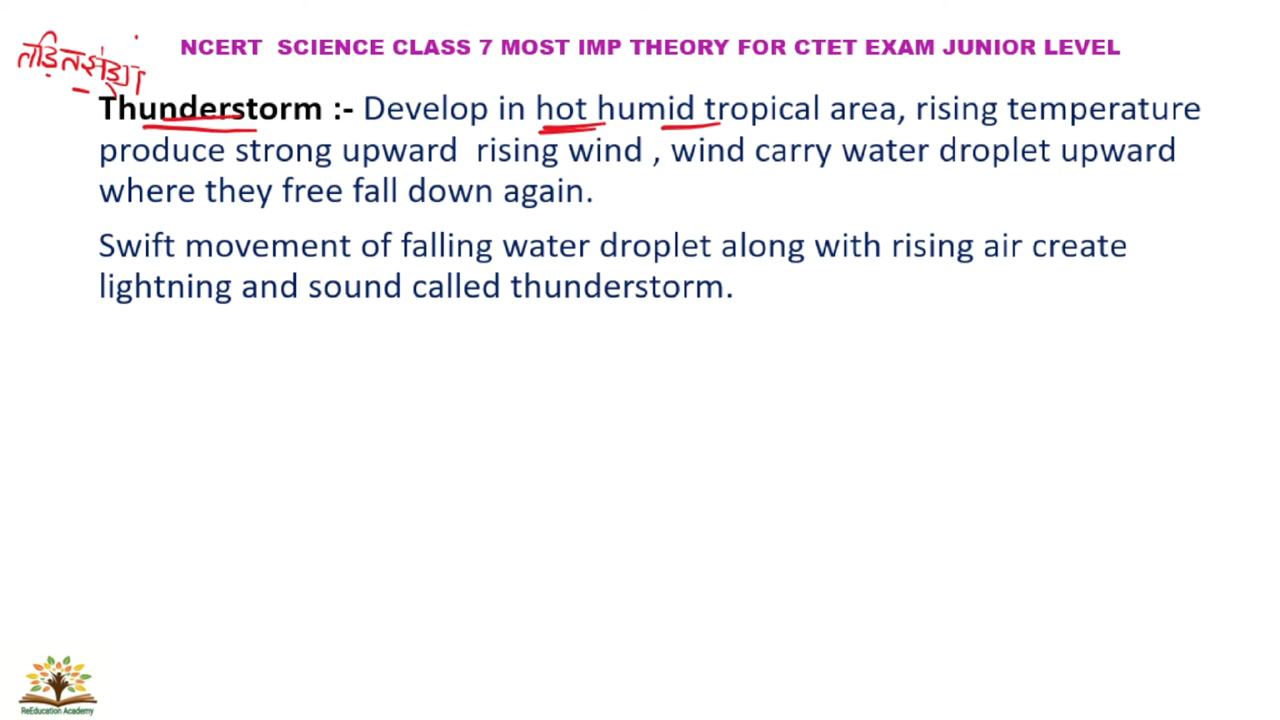 NCERT SCIENCE CLASS 7 MOST IMP THEORY FOR CTET EXAM JUNIOR LEVEL
Thunderstorm :- Develop in hot humid tropical area, rising temperature
produce strong upward rising wind , wind carry water droplet upward
where they free fall down again.
Swift movement of falling water droplet along with rising air create
lightning and sound called thunderstorm.
ReEducation Academy